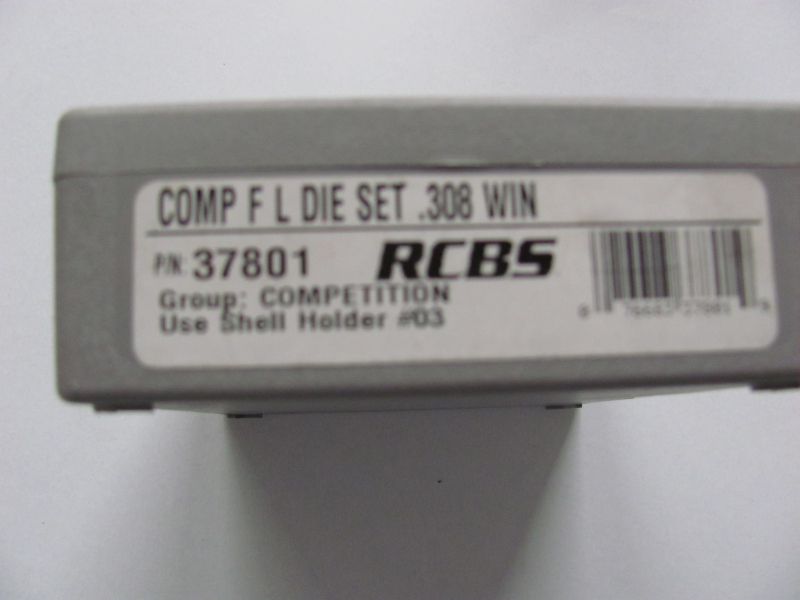 COMP F L DIE SET .308 WIN
P/N: 37801 RCBS
Group: COMPETITION
Use Shell Holder #03